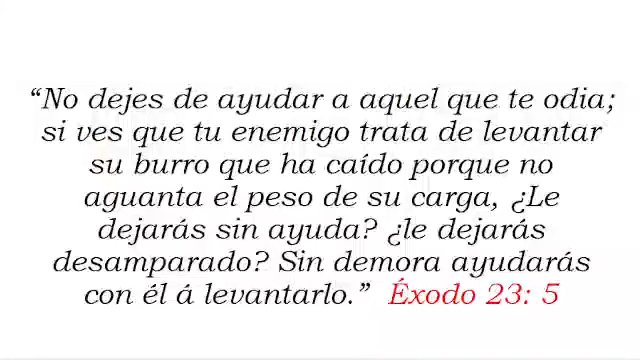 “No dejes de ayudar a aquel que te odia;
si ves que tu enemigo trata de levantar
su burro que ha caído porque no
aguanta el peso de su carga, ¿Le
dejarás sin ayuda? ¿le dejarás
desamparado? Sin demora ayudarás
con él á levantarlo.” Éxodo 23: 5